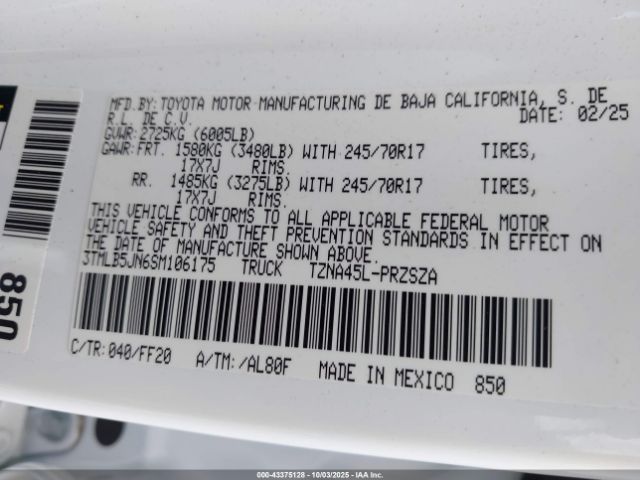 MFD. BY: TOYOTA MOTOR MANUFACTURING DE BAJA CALIFORNIA, S. DE
R.L. DE C.V. DATE: 02/25
GVWR: 2725KG (6005LB)
GAWR: FRT. 1580KG (3480LB) WITH 245/70R17 TIRES,
17X7J RIMS.
RR. 1485KG (3275LB) WITH 245/70R17 TIRES,
17X7J RIMS.
THIS VEHICLE CONFORMS TO ALL APPLICABLE FEDERAL MOTOR
VEHICLE SAFETY AND THEFT PREVENTION STANDARDS IN EFFECT ON
THE DATE OF MANUFACTURE SHOWN ABOVE.
3TMLB5JN6SM106175 TRUCK TZNA45L-PRZSZA
C/TR: 040/FF20 A/TM: /AL80F MADE IN MEXICO 850
850
000-43375128 - 10/03/2025 - IAAI.com